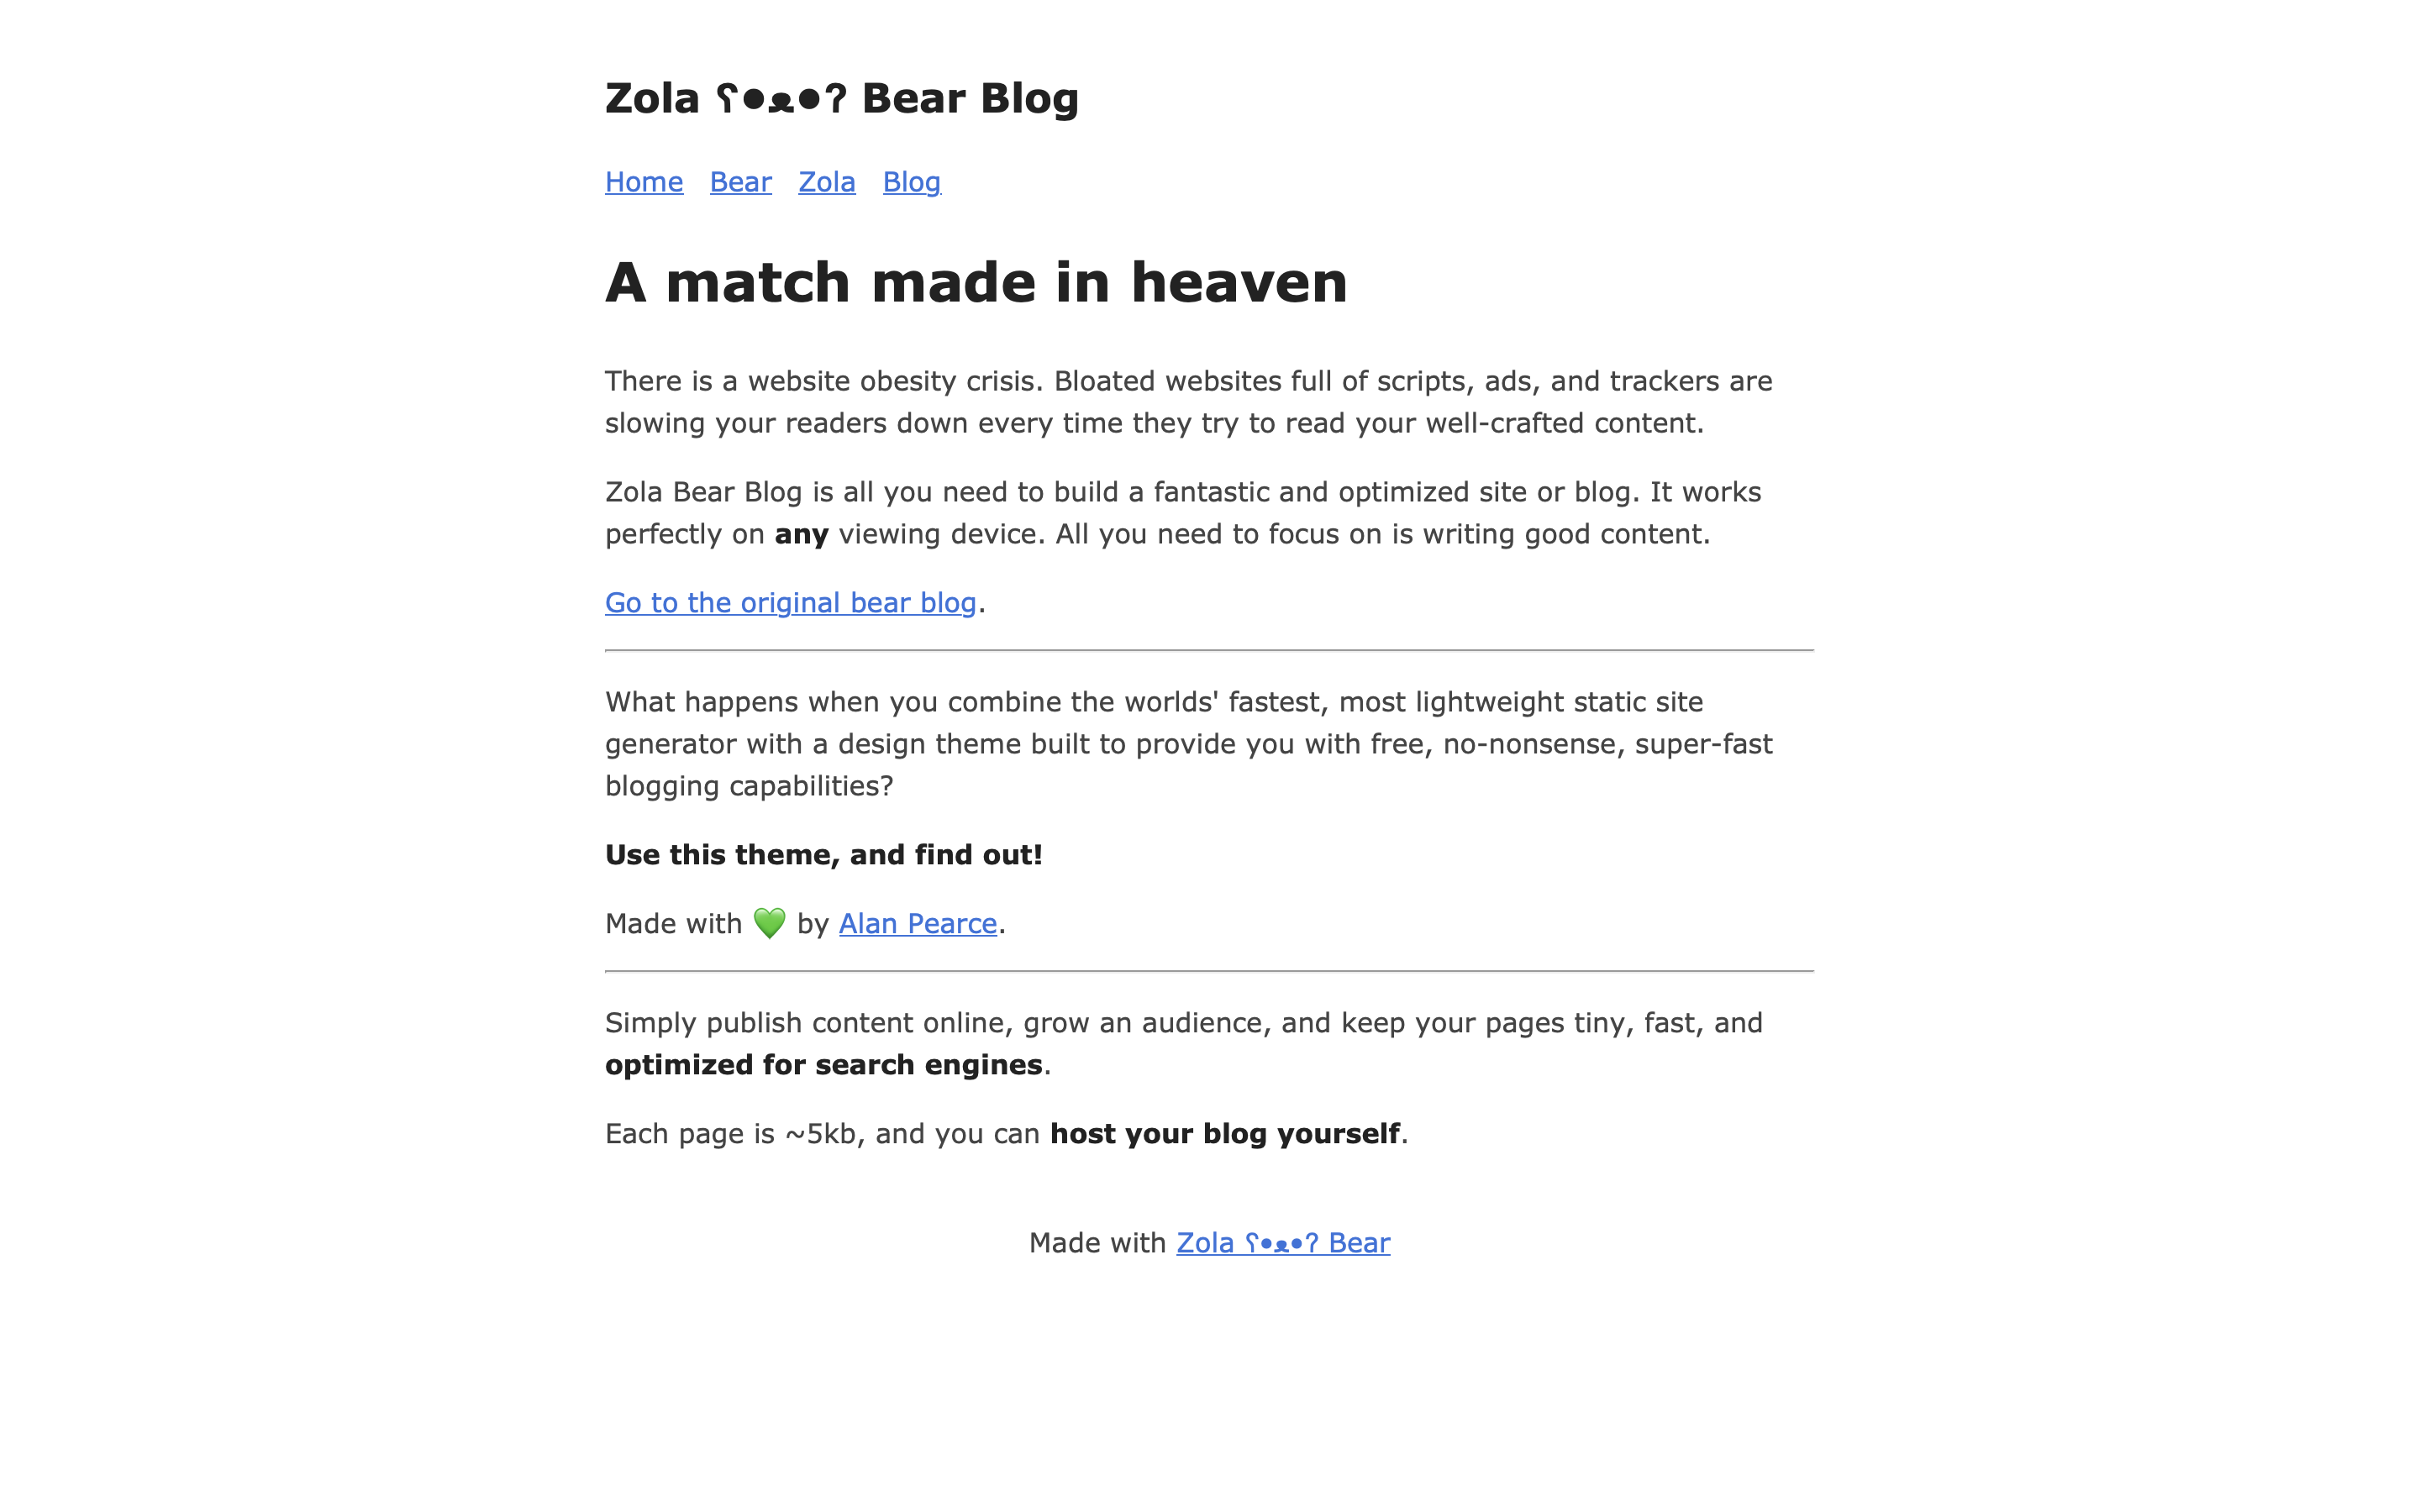 Zola ʕ•ᴥ•ʔ Bear Blog
Home Bear Zola Blog
A match made in heaven
There is a website obesity crisis. Bloated websites full of scripts, ads, and trackers are
slowing your readers down every time they try to read your well-crafted content.
Zola Bear Blog is all you need to build a fantastic and optimized site or blog. It works
perfectly on any viewing device. All you need to focus on is writing good content.
Go to the original bear blog.
What happens when you combine the worlds' fastest, most lightweight static site
generator with a design theme built to provide you with free, no-nonsense, super-fast
blogging capabilities?
Use this theme, and find out!
Made with 💚 by Alan Pearce.
Simply publish content online, grow an audience, and keep your pages tiny, fast, and
optimized for search engines.
Each page is ~5kb, and you can host your blog yourself.
Made with Zola ʕ•ᴥ•ʔ Bear